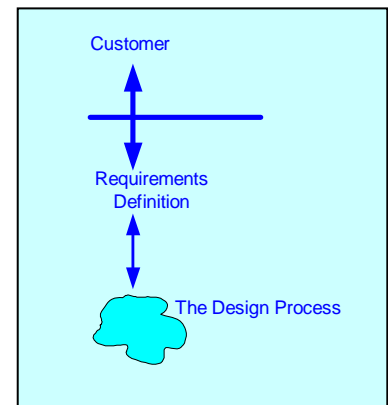 Customer
Requirements
Definition
The Design Process